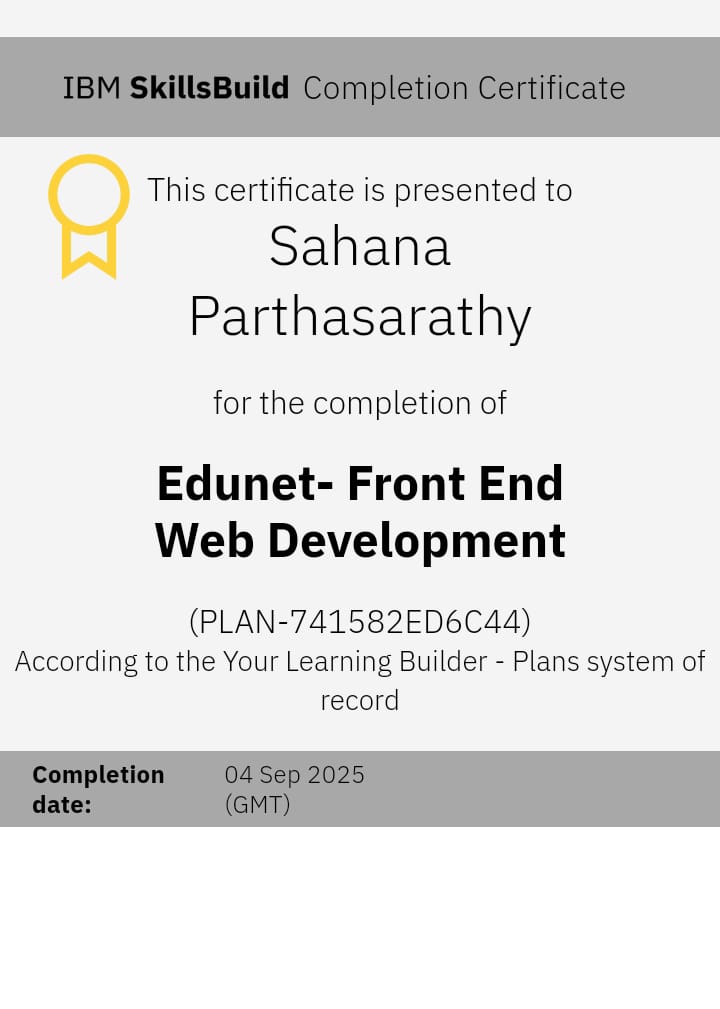 IBM SkillsBuild Completion Certificate
This certificate is presented to
Sahana
Parthasarathy
for the completion of
Edunet- Front End
Web Development
(PLAN-741582ED6C44)
According to the Your Learning Builder - Plans system of
record
Completion date: 04 Sep 2025 (GMT)